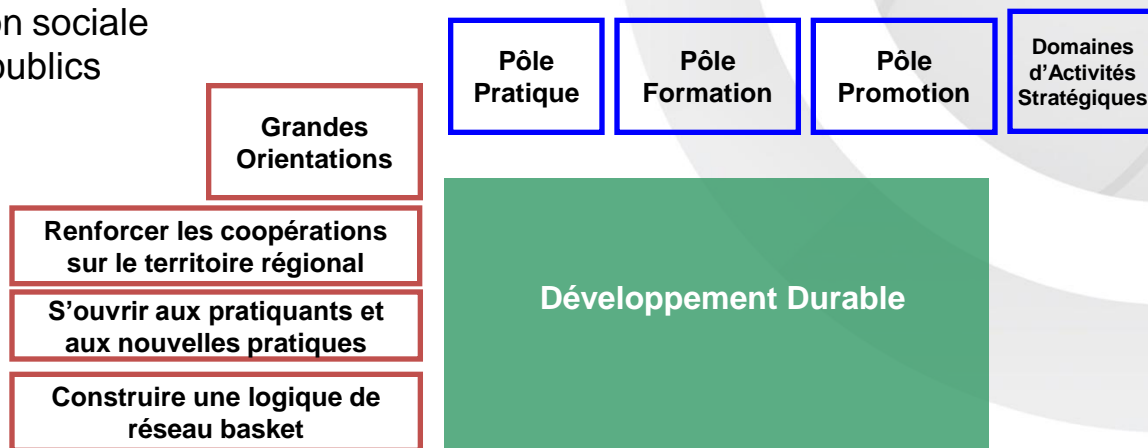 on sociale
publics
Pôle
Pratique
Pôle
Formation
Pôle
Promotion
Domaines
d'Activités
Stratégiques
Grandes
Orientations
Renforcer les coopérations
sur le territoire régional
S'ouvrir aux pratiquants et
aux nouvelles pratiques
Construire une logique de
réseau basket
Développement Durable